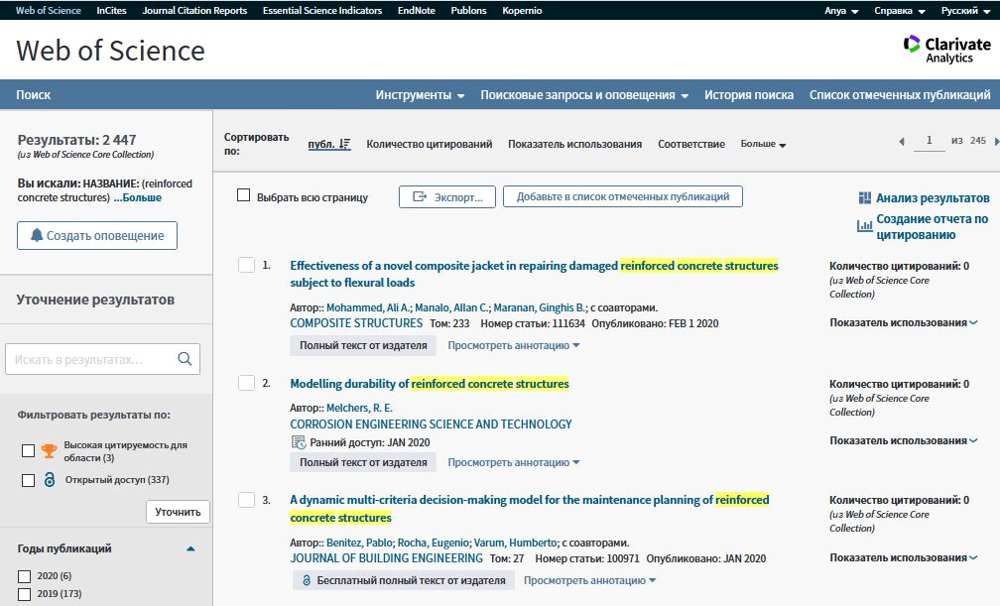 Web of Science InCites Journal Citation Reports Essential Science Indicators EndNote Publons Kopernio Anya Справка Русский
Web of Science
Clarivate
Analytics
Поиск Инструменты Поисковые запросы и оповещения История поиска Список отмеченных публикаций
Результаты: 2 447
(из Web of Science Core Collection)
Вы искали: НАЗВАНИЕ: (reinforced
concrete structures) ...Больше
Создать оповещение
Уточнение результатов
Искать в результатах...
Фильтровать результаты по:
Высокая цитируемость для
области (3)
Открытый доступ (337)
Уточнить
Годы публикаций
2020 (6)
2019 (173)
Сортировать
по:
публ. Количество цитирований Показатель использования Соответствие Больше
1 из 245
Выбрать всю страницу Экспорт... Добавьте в список отмеченных публикаций
Анализ результатов
Создание отчета по
цитированию
1. Effectiveness of a novel composite jacket in repairing damaged reinforced concrete structures
subject to flexural loads
Автор:: Mohammed, Ali A.; Manalo, Allan C.; Maranan, Ginghis B.; с соавторами.
COMPOSITE STRUCTURES Том: 233 Номер статьи: 111634 Опубликовано: FEB 1 2020
Полный текст от издателя Просмотреть аннотацию
Количество цитирований: 0
(из Web of Science Core
Collection)
Показатель использования
2. Modelling durability of reinforced concrete structures
Автор:: Melchers, R. E.
CORROSION ENGINEERING SCIENCE AND TECHNOLOGY
Ранний доступ: JAN 2020
Полный текст от издателя Просмотреть аннотацию
Количество цитирований: 0
(из Web of Science Core
Collection)
Показатель использования
3. A dynamic multi-criteria decision-making model for the maintenance planning of reinforced
concrete structures
Автор:: Benitez, Pablo; Rocha, Eugenio; Varum, Humberto; с соавторами.
JOURNAL OF BUILDING ENGINEERING Том: 27 Номер статьи: 100971 Опубликовано: JAN 2020
Бесплатный полный текст от издателя Просмотреть аннотацию
Количество цитирований: 0
(из Web of Science Core
Collection)
Показатель использования